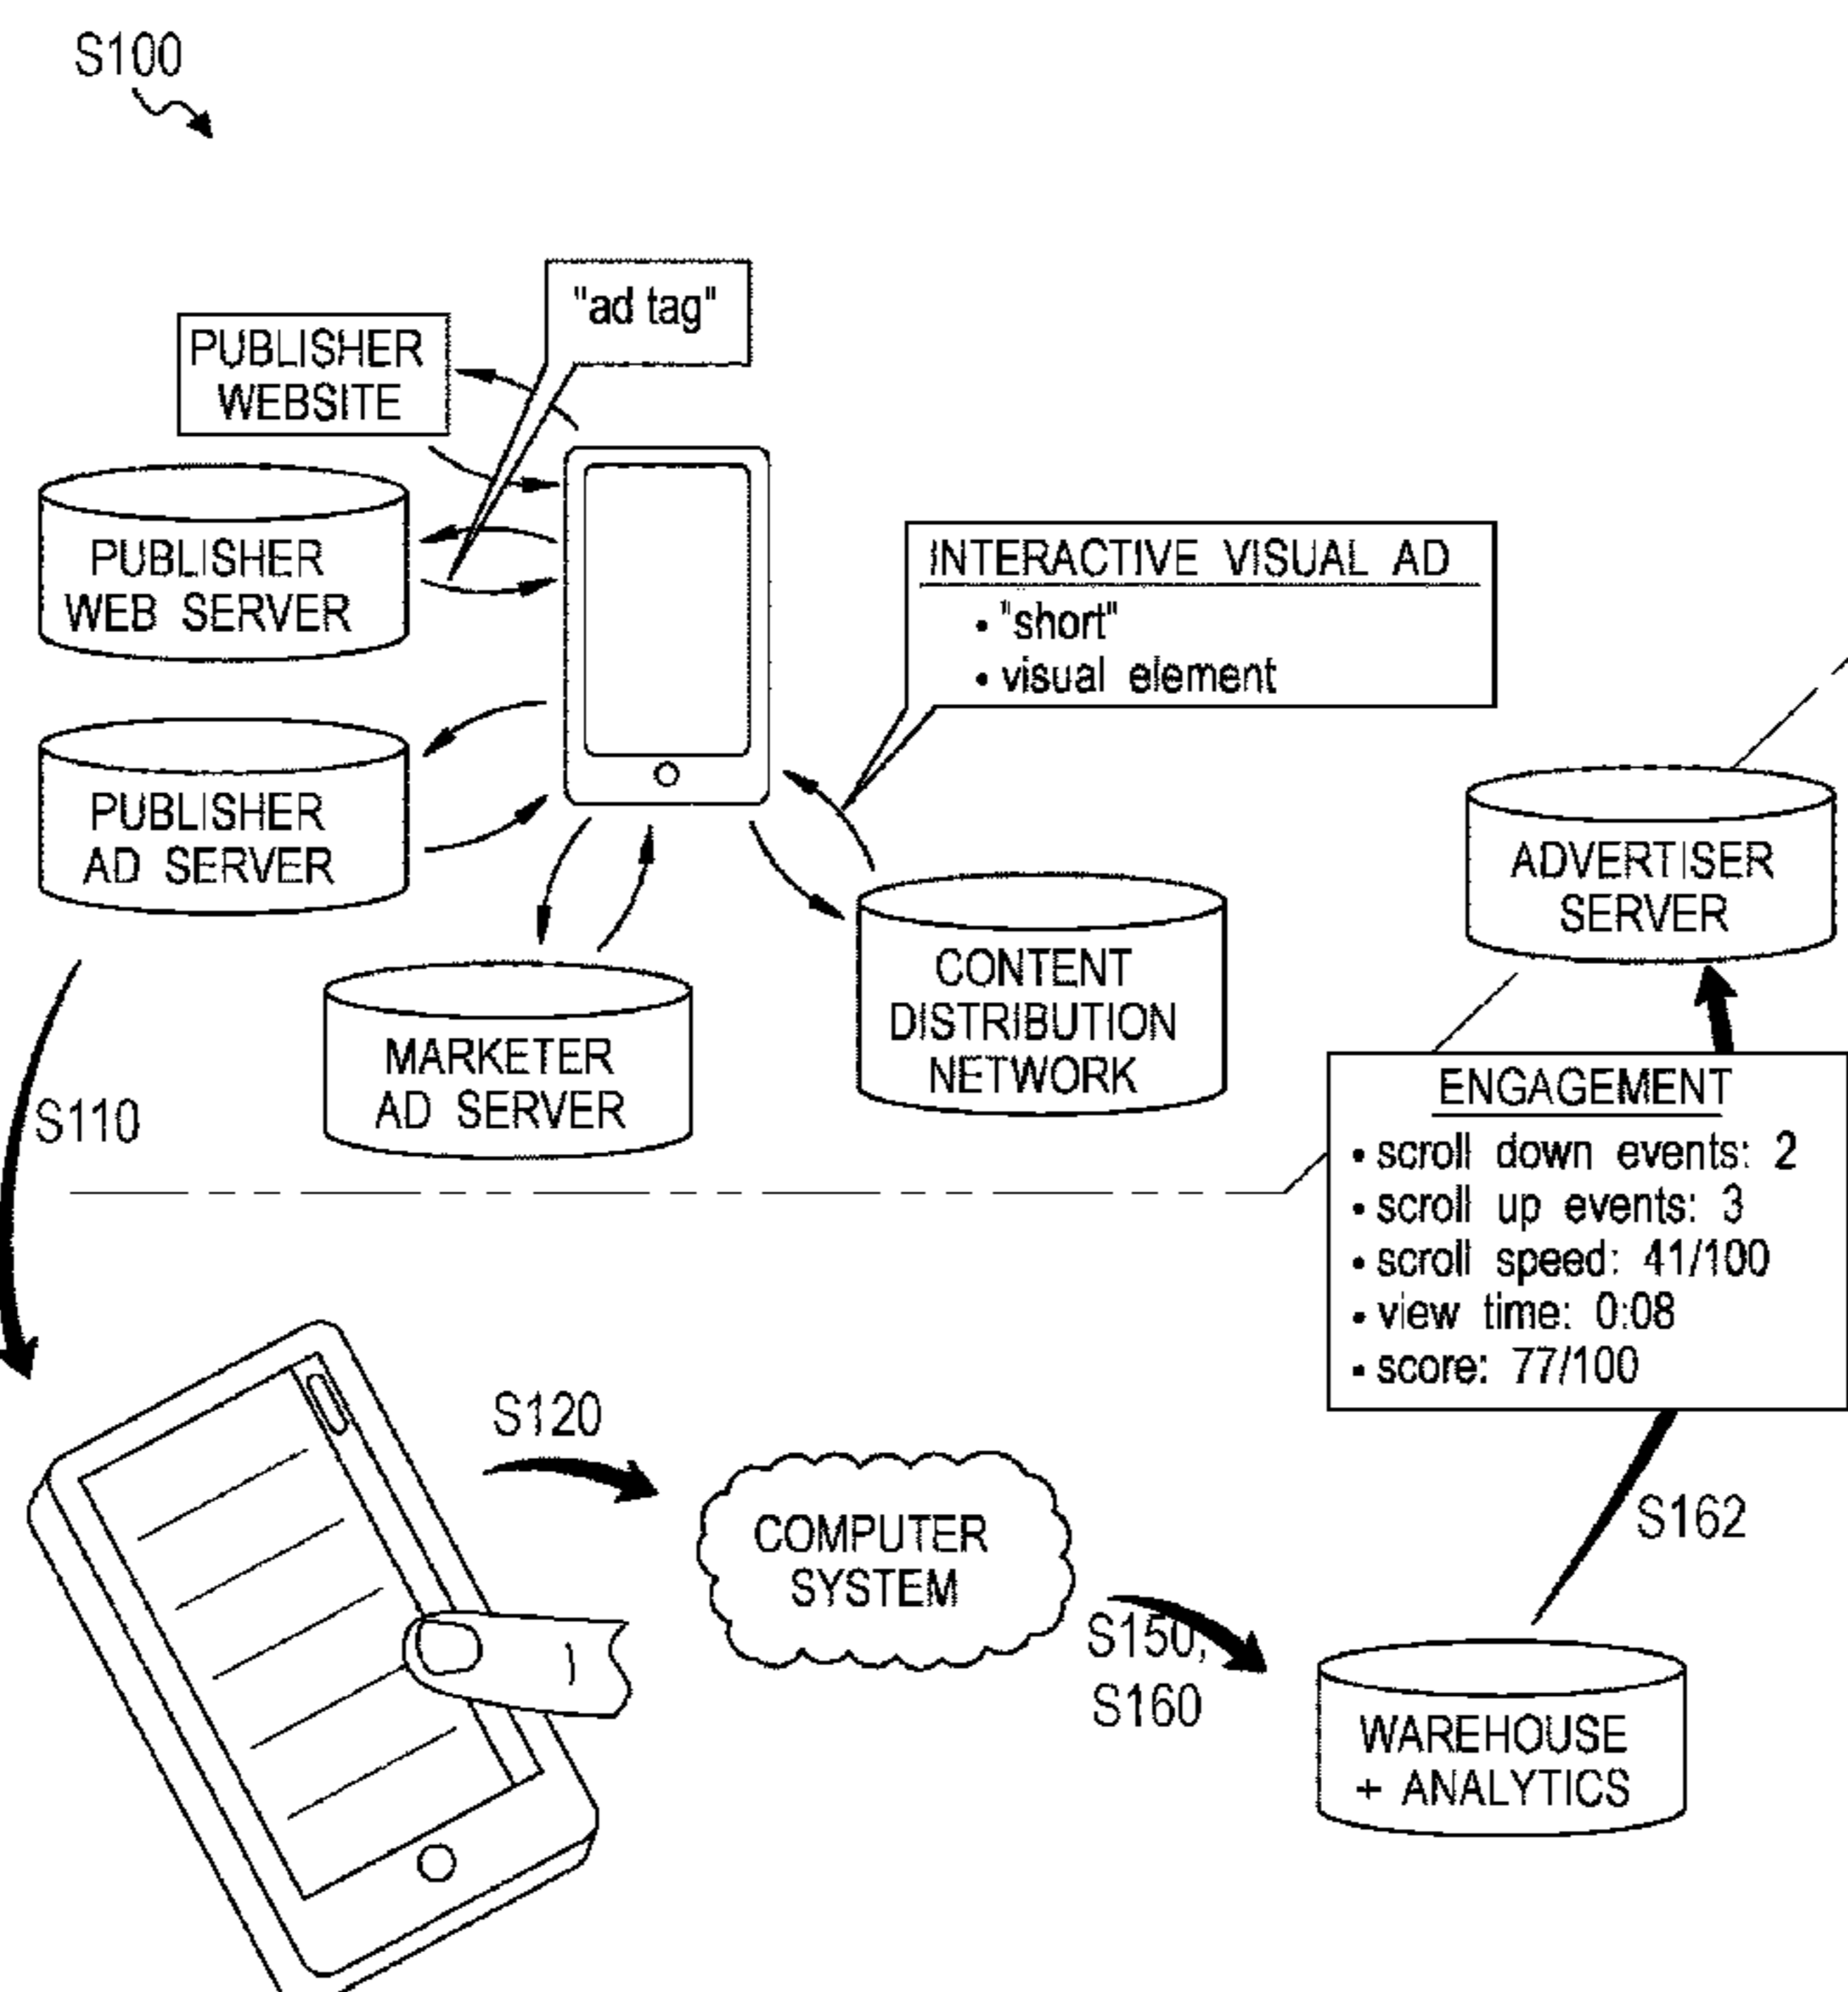 S100
"ad tag"
PUBLISHER
WEBSITE
PUBLISHER
WEB SERVER
INTERACTIVE VISUAL AD
• "short"
• visual element
PUBLISHER
AD SERVER
ADVERTISER
SERVER
CONTENT
DISTRIBUTION
NETWORK
MARKETER
AD SERVER
S110
ENGAGEMENT
• scroll down events: 2
• scroll up events: 3
• scroll speed: 41/100
• view time: 0:08
• score: 77/100
S120
COMPUTER
SYSTEM
S162
S150,
S160
WAREHOUSE
+ ANALYTICS